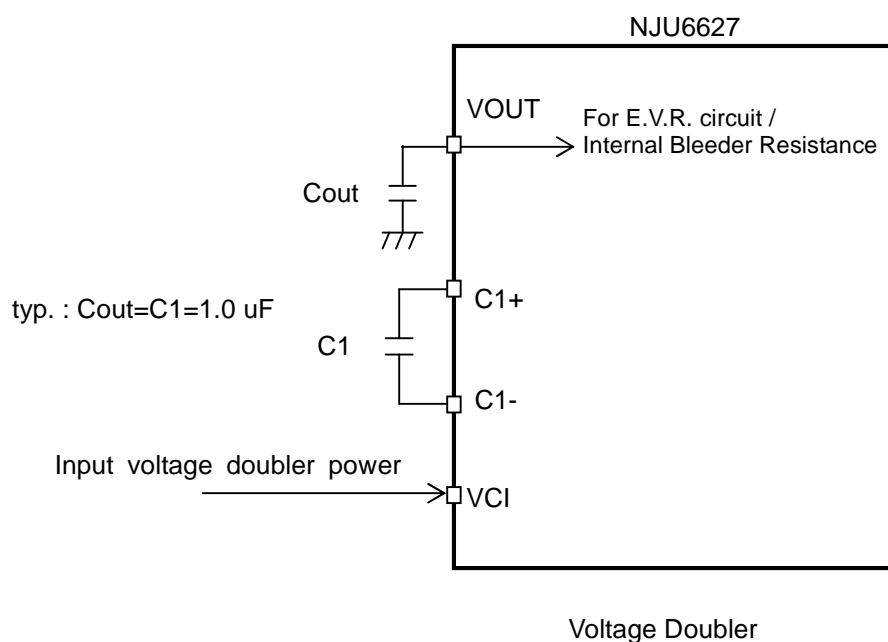 NJU6627
VOUT
For E.V.R. circuit /
Internal Bleeder Resistance
Cout
C1+
typ. : Cout=C1=1.0 uF
C1
C1-
Input voltage doubler power
VCI
Voltage Doubler